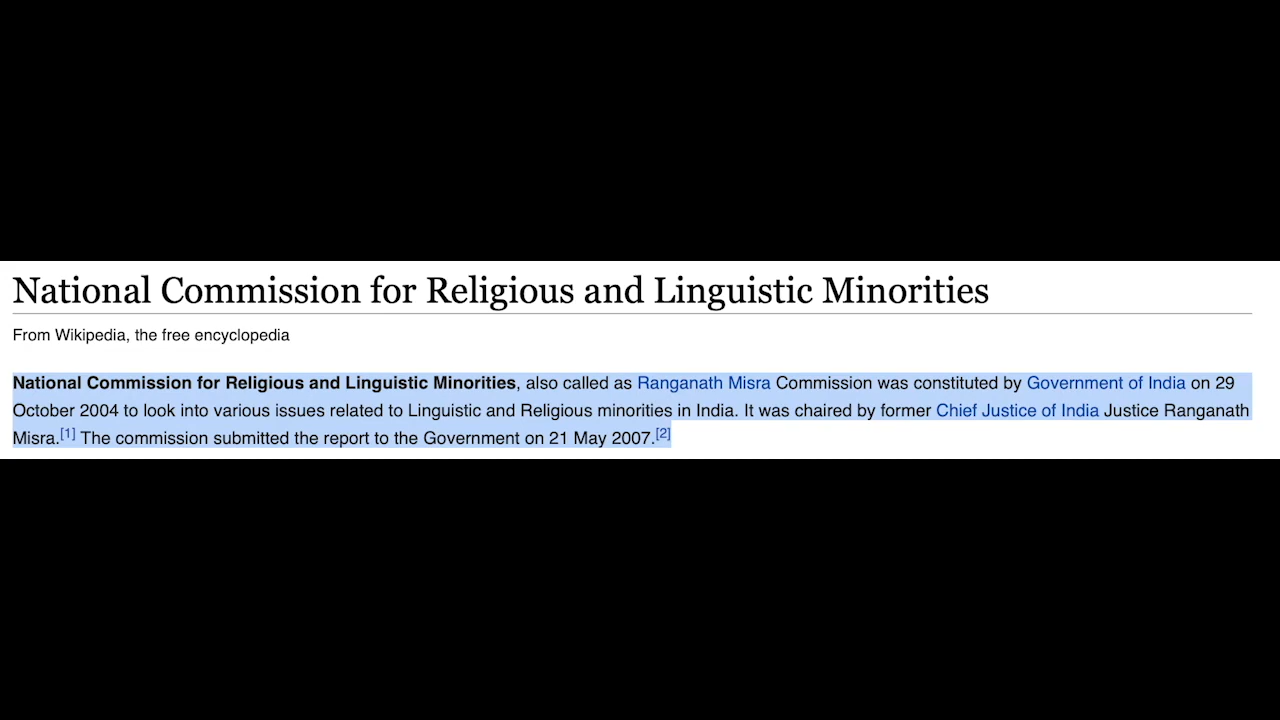 National Commission for Religious and Linguistic Minorities
From Wikipedia, the free encyclopedia
National Commission for Religious and Linguistic Minorities, also called as Ranganath Misra Commission was constituted by Government of India on 29
October 2004 to look into various issues related to Linguistic and Religious minorities in India. It was chaired by former Chief Justice of India Justice Ranganath
Misra.[1] The commission submitted the report to the Government on 21 May 2007.[2]